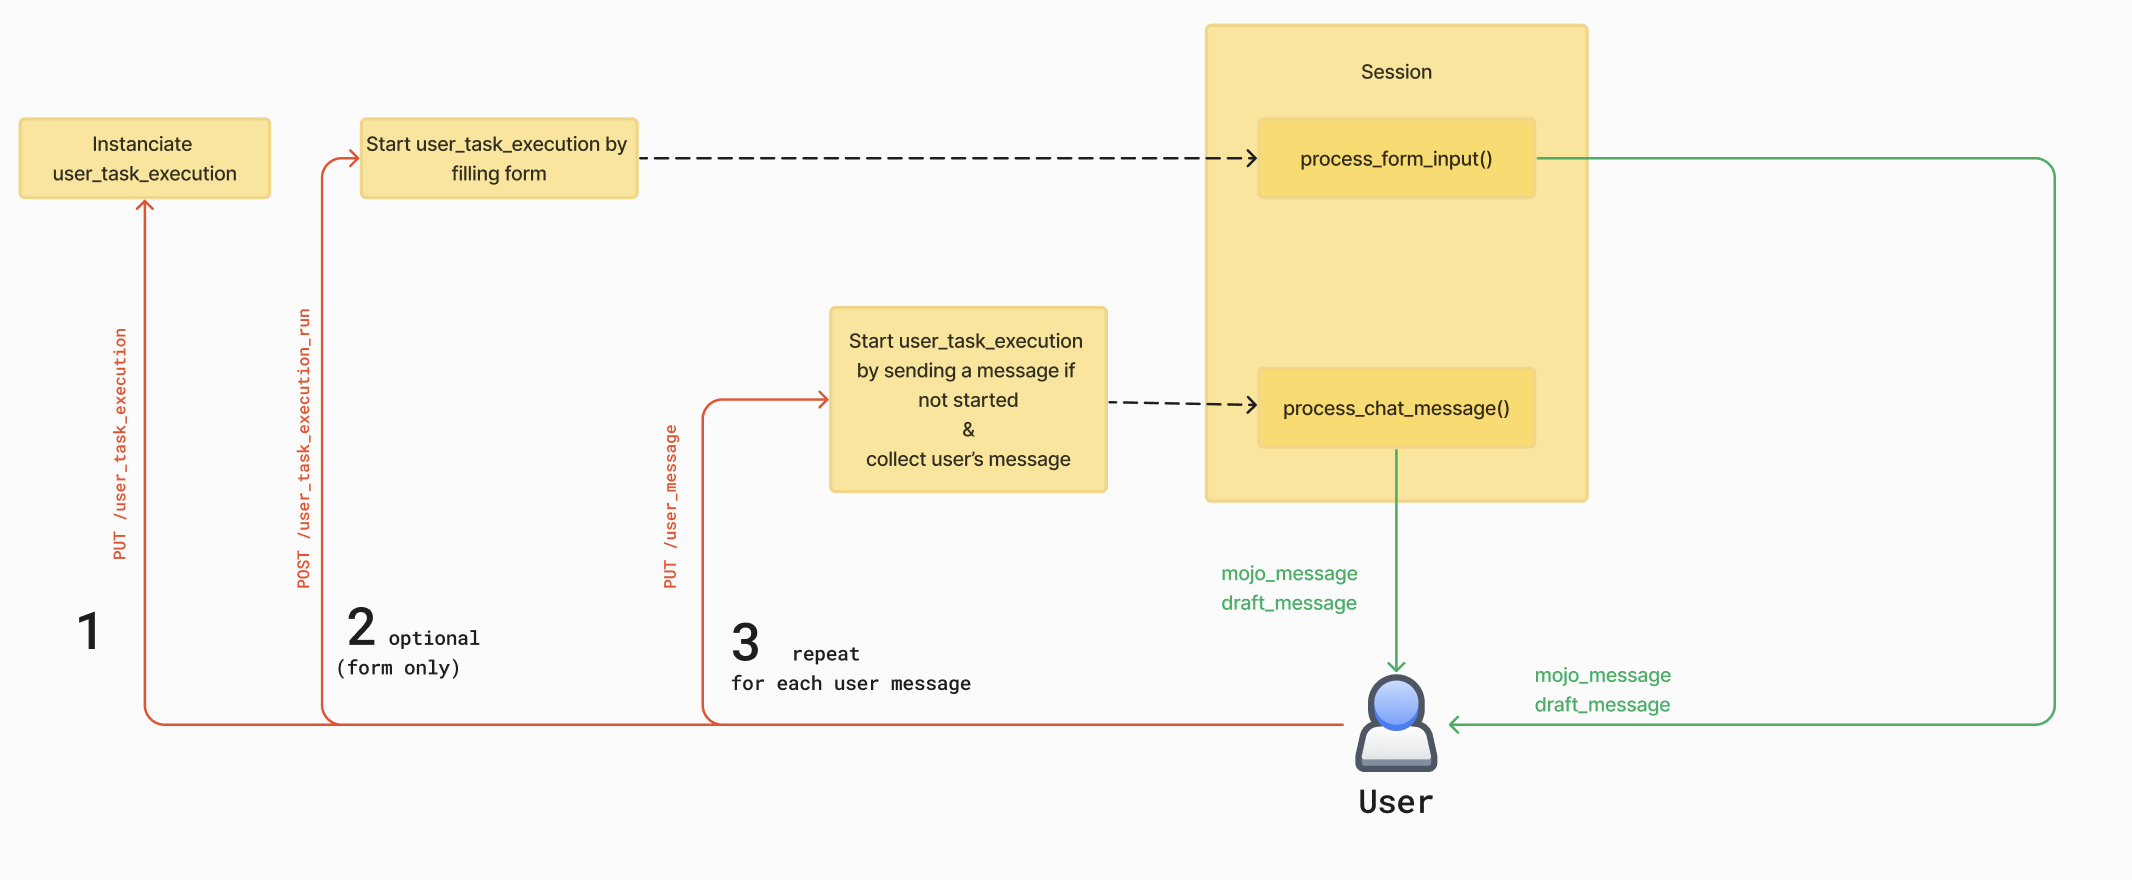 Session
Instanciate
user_task_execution
Start user_task_execution by
filling form
process_form_input()
Start user_task_execution
by sending a message if
not started
&
collect user’s message
process_chat_message()
PUT /user_task_execution
POST /user_task_execution_run
PUT /user_message
mojo_message
draft_message
1
2 optional
(form only)
3 repeat
for each user message
mojo_message
draft_message
User